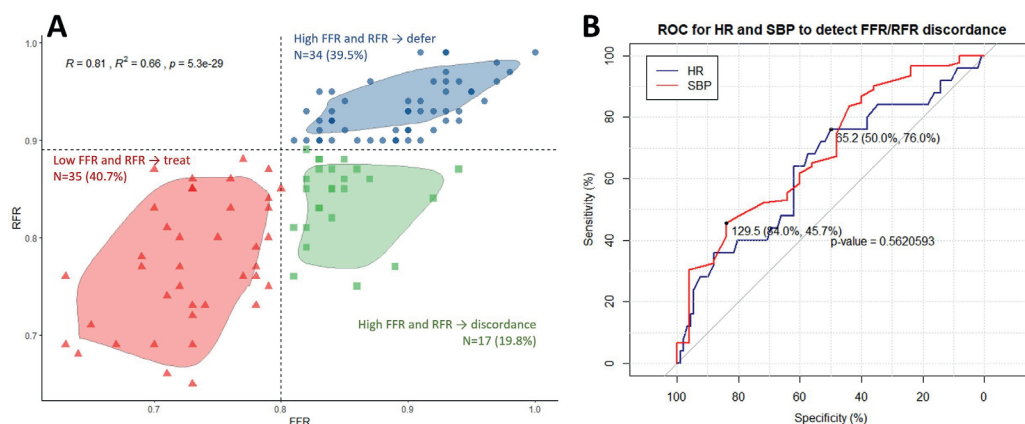 A
R = 0.81 , R² = 0.66 , p = 5.3e-29
High FFR and RFR → defer
N=34 (39.5%)
Low FFR and RFR → treat
N=35 (40.7%)
High FFR and RFR → discordance
N=17 (19.8%)
RFR
1.0
0.9
0.8
0.7
0.7
0.8
0.9
1.0
FFR
B
ROC for HR and SBP to detect FFR/RFR discordance
HR
SBP
65.2 (50.0%, 76.0%)
129.5 (84.0%, 45.7%)
p-value = 0.5620593
Sensitivity (%)
100
80
60
40
20
0
100
80
60
40
20
0
Specificity (%)